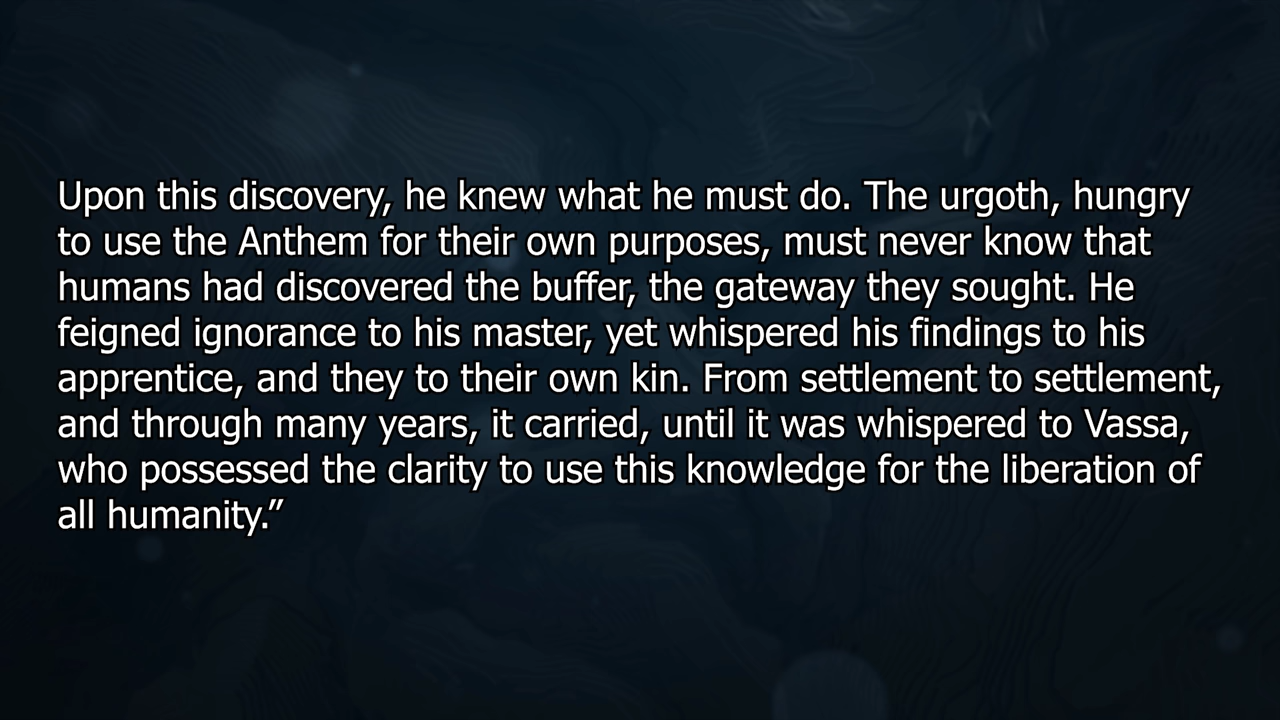 Upon this discovery, he knew what he must do. The urgoth, hungry
to use the Anthem for their own purposes, must never know that
humans had discovered the buffer, the gateway they sought. He
feigned ignorance to his master, yet whispered his findings to his
apprentice, and they to their own kin. From settlement to settlement,
and through many years, it carried, until it was whispered to Vassa,
who possessed the clarity to use this knowledge for the liberation of
all humanity.”